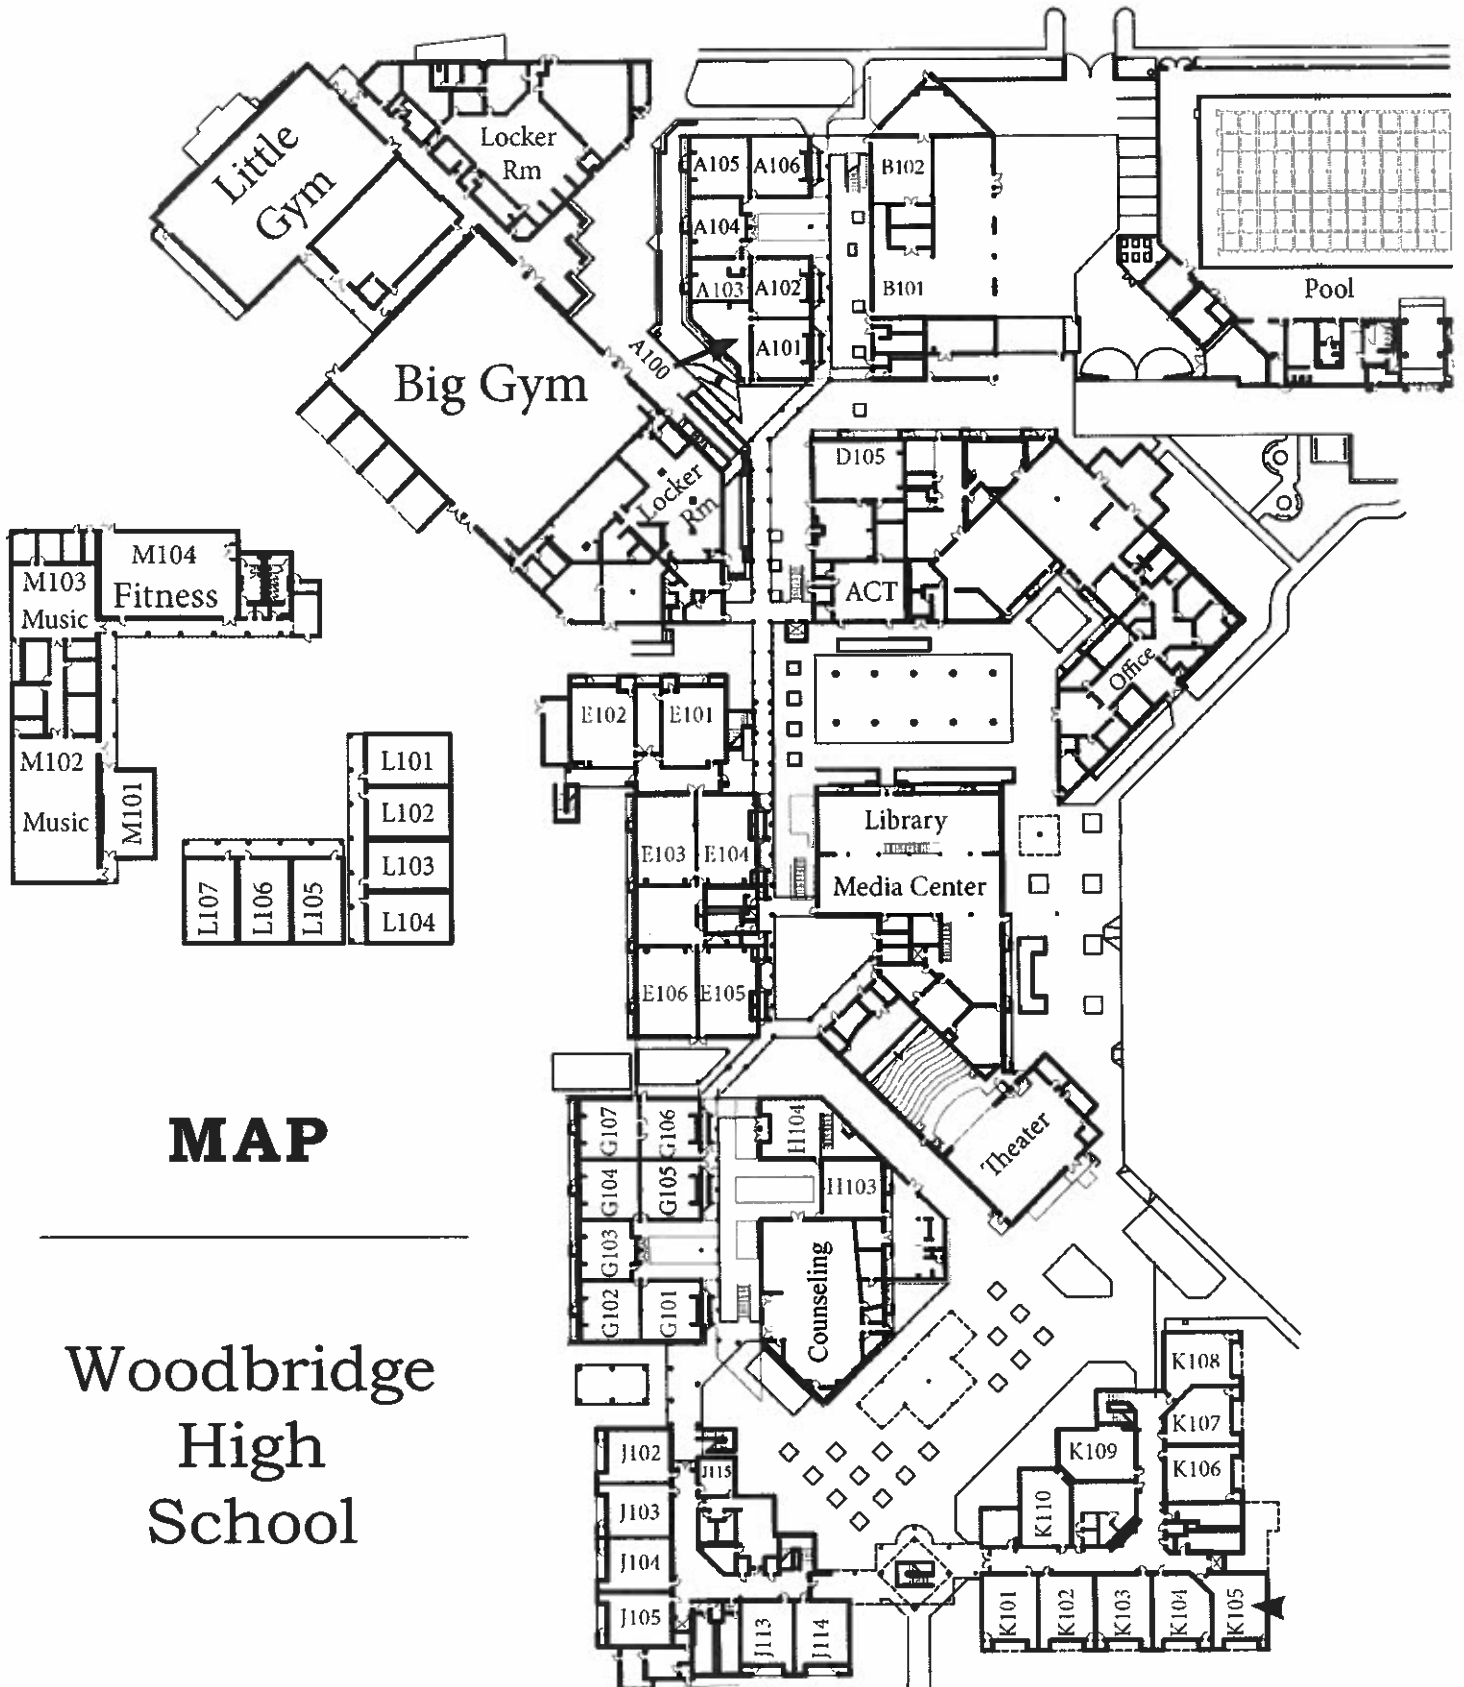 Little
Gym
Locker
Rm
A105
A106
B102
A104
A103
A102
B101
Pool
A100
A101
Big Gym
D105
Locker
Rm
M104
Fitness
M103
Music
ACT
Office
E102
E101
M102
Music
M101
L101
L102
L103
L104
L107
L106
L105
Library
Media Center
E103
E104
E106
E105
MAP
Woodbridge
High
School
G107
G106
H104
Theater
G104
G105
H103
G103
Counseling
G102
G101
K108
K107
K109
K106
K110
J102
J115
J103
J104
J105
J113
J114
K101
K102
K103
K104
K105